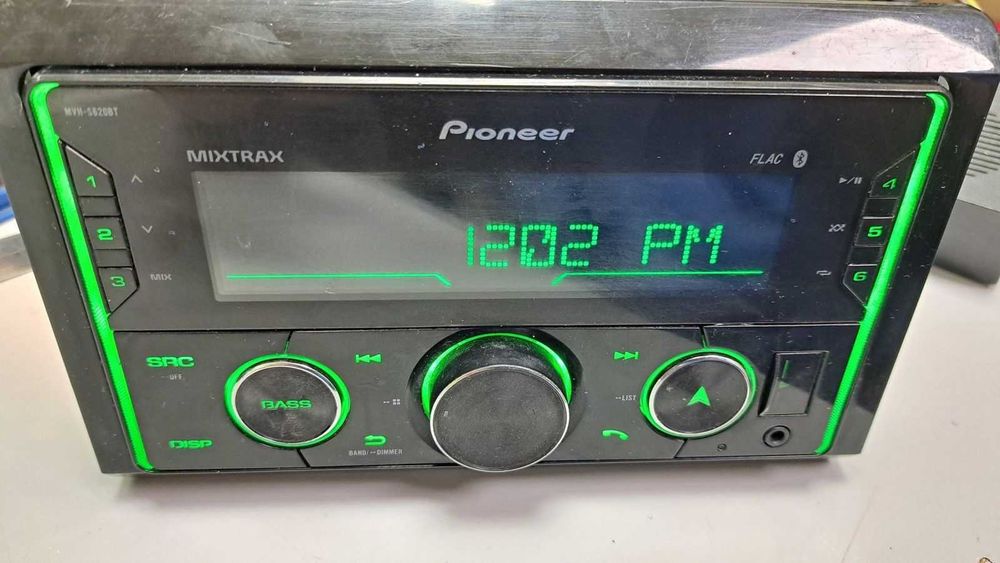 MVH-S620BT
Pioneer
MIXTRAX
FLAC
1
4
1202 PM
2
5
3
MIX
6
SRC
OFF
BASS
LIST
DISP
BAND/ DIMMER